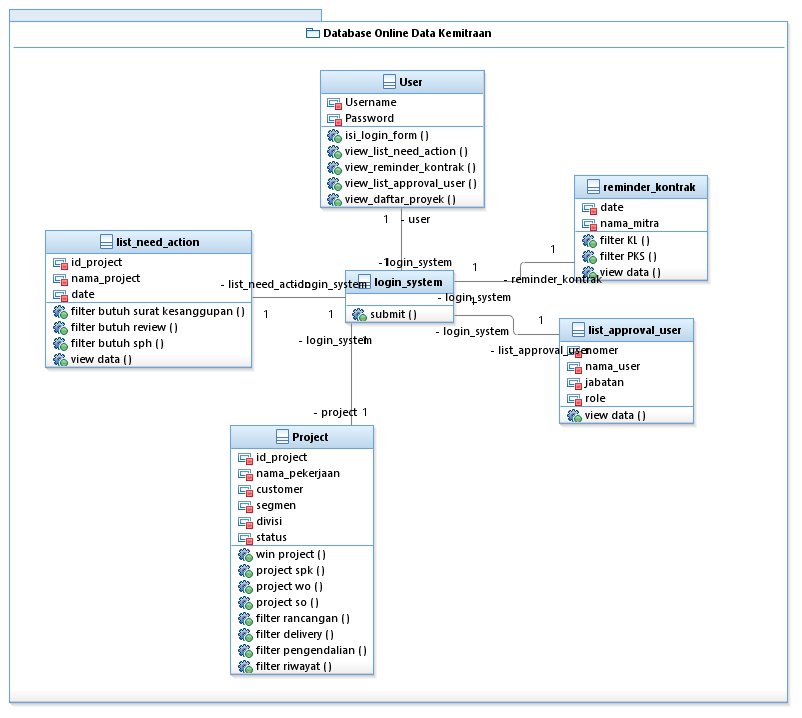 Database Online Data Kemitraan
User
Username
Password
isi_login_form ()
view_list_need_action ()
view_reminder_kontrak ()
view_list_approval_user ()
view_daftar_proyek ()
1 - user
reminder_kontrak
date
nama_mitra
filter KL ()
filter PKS ()
view data ()
list_need_action
id_project
nama_project
date
filter butuh surat kesanggupan ()
filter butuh review ()
filter butuh sph ()
view data ()
- login_system
1
1
1
- reminder_kontrak
- list_need_action
- login_system
login_system
submit ()
- login_system
1
1
1
1
- login_system
- list_approval_user
- login_system
1
list_approval_user
nomer
nama_user
jabatan
role
view data ()
- project 1
Project
id_project
nama_pekerjaan
customer
segmen
divisi
status
win project ()
project spk ()
project wo ()
project so ()
filter rancangan ()
filter delivery ()
filter pengendalian ()
filter riwayat ()